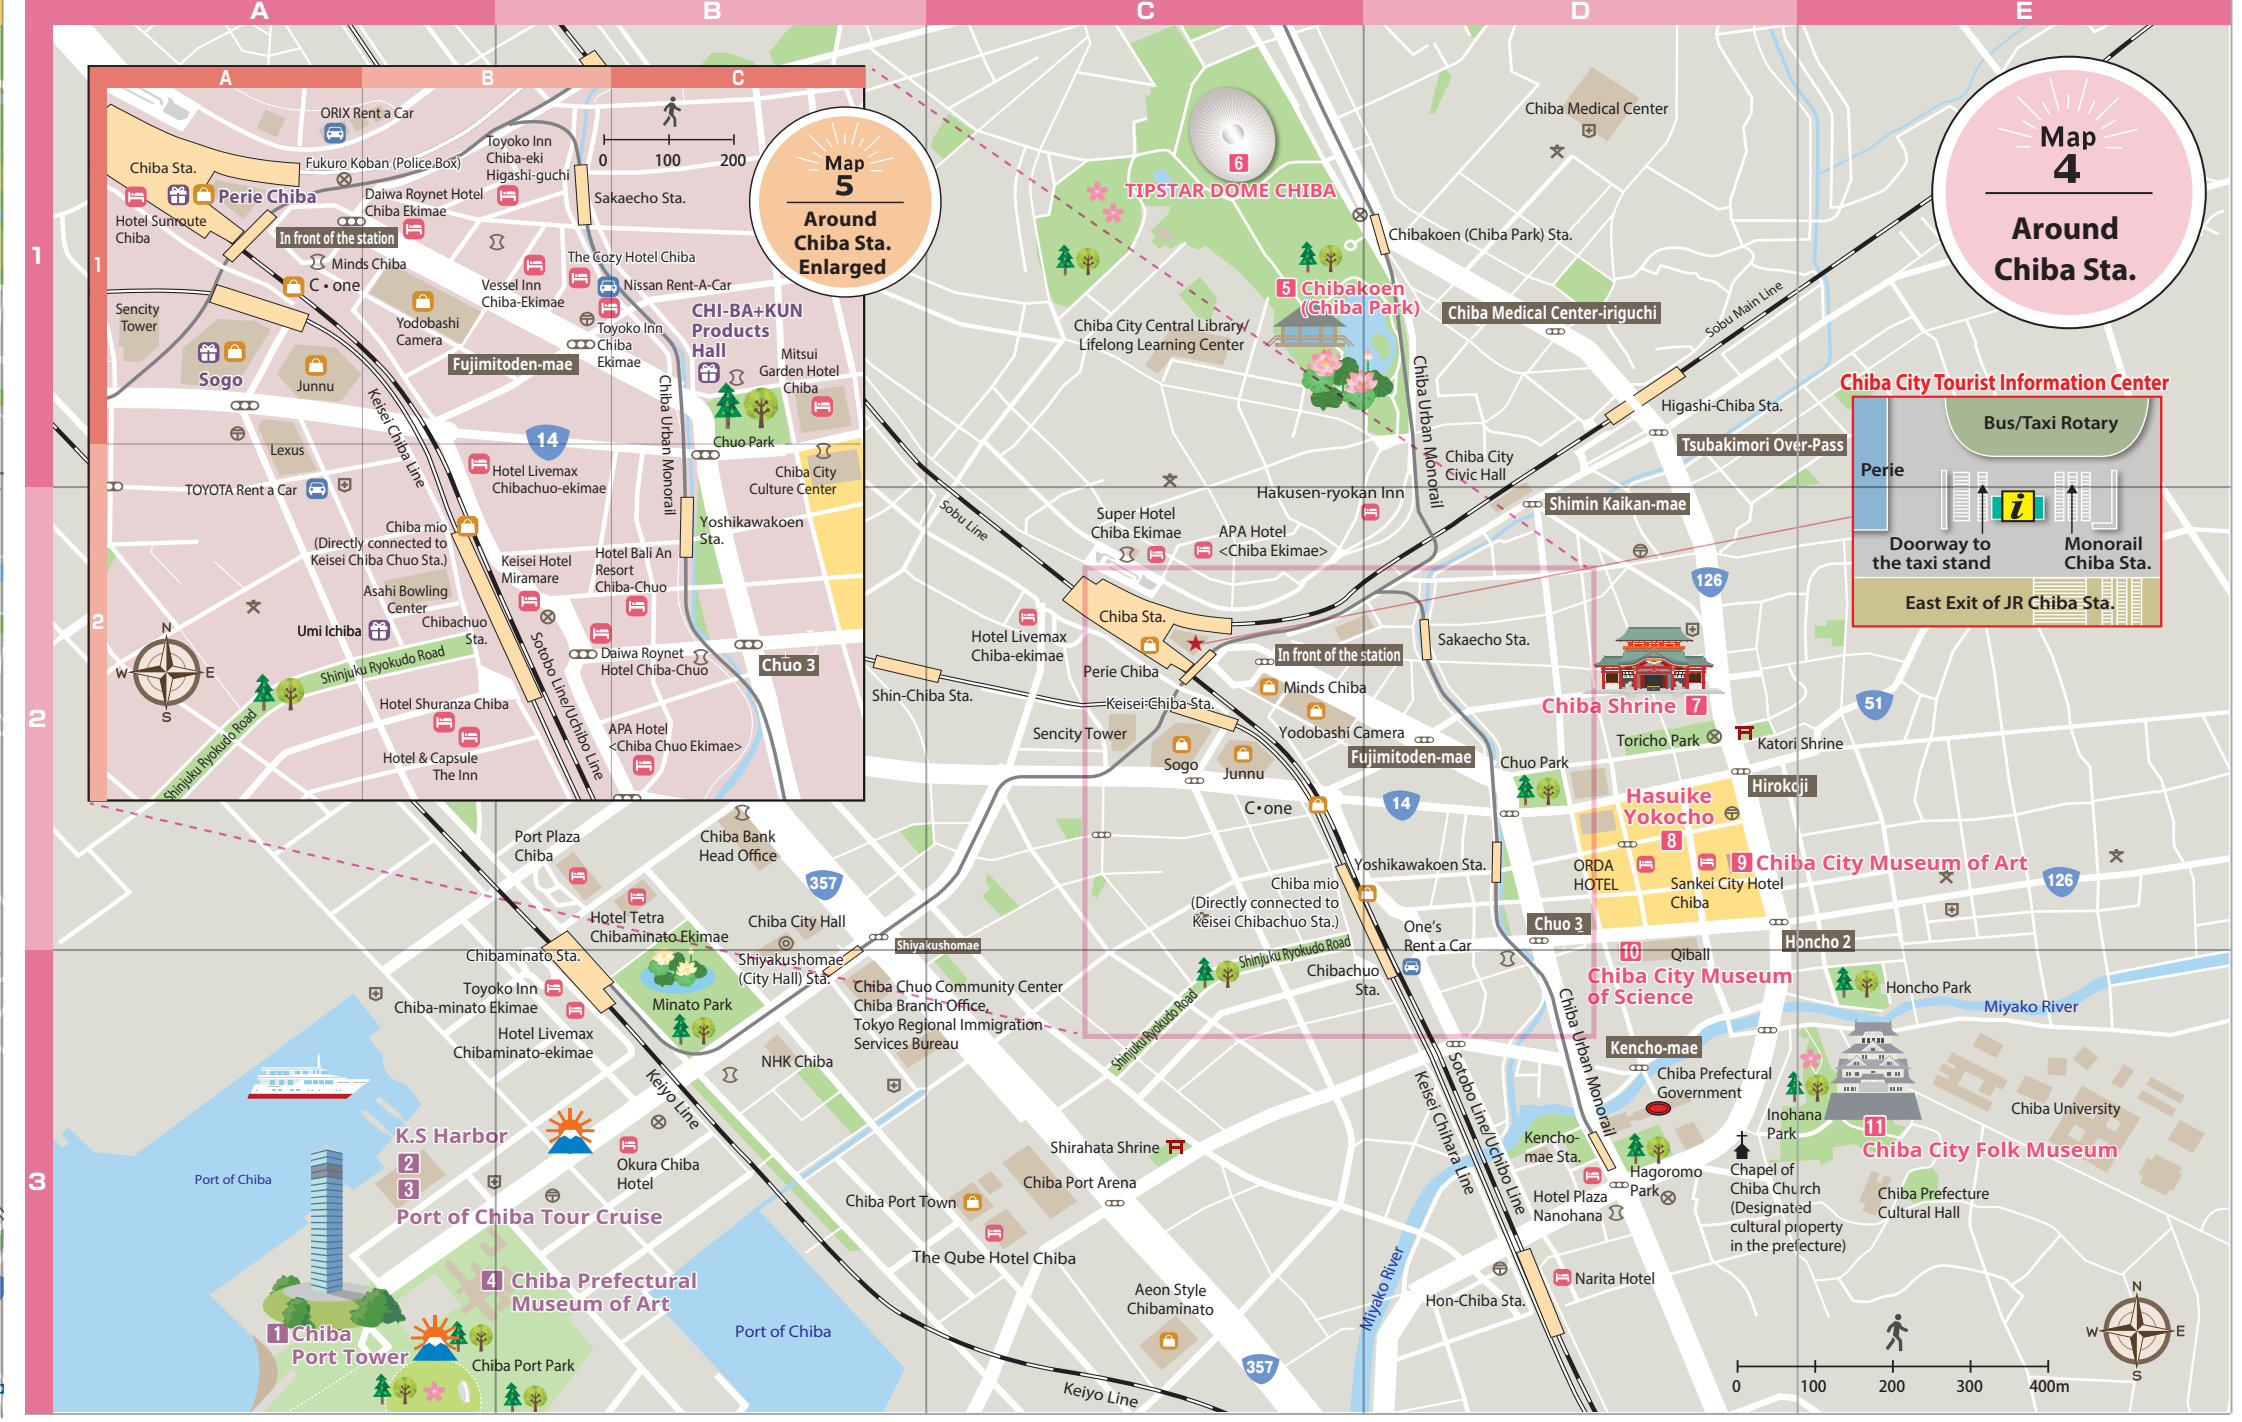 A
B
C
D
E
1
2
3
Map
4
Around
Chiba Sta.
A
B
C
1
2
Map
5
Around
Chiba Sta.
Enlarged
0
100
200
ORIX Rent a Car
Chiba Sta.
Fukuro Koban (Police Box)
Perie Chiba
Hotel Sunroute
Chiba
Toyoko Inn
Chiba-eki
Higashi-guchi
Daiwa Roynet Hotel
Chiba Ekimae
Sakaecho Sta.
In front of the station
Minds Chiba
C・one
The Cozy Hotel Chiba
Vessel Inn
Chiba-Ekimae
Nissan Rent-A-Car
Sencity
Tower
Yodobashi
Camera
Toyoko Inn
Chiba
Ekimae
CHI-BA+KUN
Products
Hall
Fujimitoden-mae
Mitsui
Garden Hotel
Chiba
Sogo
Junnu
Keisei Chiba Line
Chiba Urban Monorail
14
Chuo Park
Lexus
Hotel Livemax
Chibachuo-ekimae
Chiba City
Culture Center
TOYOTA Rent a Car
Chiba mio
(Directly connected to
Keisei Chiba Chuo Sta.)
Yoshikawakoen
Sta.
Keisei Hotel
Miramare
Hotel Bali An
Resort
Chiba-Chuo
Asahi Bowling
Center
Umi Ichiba
Chibachuo
Sta.
N
W
E
S
Shinjuku Ryokudo Road
Shinjuku Ryokudo Road
Sotobo Line/Uchibo Line
Daiwa Roynet
Hotel Chiba-Chuo
Chuo 3
Hotel Shuranza Chiba
Hotel & Capsule
The Inn
APA Hotel
<Chiba Chuo Ekimae>
6
TIPSTAR DOME CHIBA
Chiba Medical Center
Chibakoen (Chiba Park) Sta.
5 Chibakoen
(Chiba Park)
Chiba City Central Library/
Lifelong Learning Center
Chiba Medical Center-iriguchi
Sobu Main Line
Chiba Urban Monorail
Higashi-Chiba Sta.
Tsubakimori Over-Pass
Chiba City
Civic Hall
Shimin Kaikan-mae
Chiba City Tourist Information Center
Bus/Taxi Rotary
Perie
i
Doorway to
the taxi stand
Monorail
Chiba Sta.
East Exit of JR Chiba Sta.
Hakusen-ryokan Inn
Sobu Line
Super Hotel
Chiba Ekimae
APA Hotel
<Chiba Ekimae>
126
Chiba Sta.
Hotel Livemax
Chiba-ekimae
Perie Chiba
In front of the station
Sakaecho Sta.
Minds Chiba
Shin-Chiba Sta.
Keisei-Chiba Sta.
Sencity Tower
Yodobashi Camera
Sogo
Junnu
Fujimitoden-mae
Chiba Shrine 7
51
Toricho Park
Katori Shrine
Chuo Park
Hirokoji
C・one
14
Hasuike
Yokocho
8
ORDA
HOTEL
9 Chiba City Museum of Art
Sankei City Hotel
Chiba
126
Yoshikawakoen Sta.
Chiba mio
(Directly connected to
Keisei Chibachuo Sta.)
One's
Rent a Car
Chuo 3
Honcho 2
10
Qiball
Chiba City Museum
of Science
Shinjuku Ryokudo Road
Shinjuku Ryokudo Road
Chibachuo
Sta.
Chiba Urban Monorail
Port Plaza
Chiba
Chiba Bank
Head Office
357
Hotel Tetra
Chibaminato Ekimae
Chiba City Hall
Shiyakushomae
Chibaminato Sta.
Shiyakushomae
(City Hall) Sta.
Toyoko Inn
Chiba-minato Ekimae
Minato Park
Hotel Livemax
Chibaminato-ekimae
Chiba Chuo Community Center
Chiba Branch Office,
Tokyo Regional Immigration
Services Bureau
NHK Chiba
Keiyo Line
Honcho Park
Miyako River
Kencho-mae
Chiba Prefectural
Government
Inohana
Park
Chiba University
11
Chiba City Folk Museum
K.S Harbor
2
3
Port of Chiba Tour Cruise
Port of Chiba
Okura Chiba
Hotel
Shirahata Shrine
Chiba Port Arena
Chiba Port Town
The Qube Hotel Chiba
Keisei Chihara Line
Sotobo Line/Uchibo Line
Kencho-
mae Sta.
Hagoromo
Park
Hotel Plaza
Nanohana
Chapel of
Chiba Church
(Designated
cultural property
in the prefecture)
Chiba Prefecture
Cultural Hall
4 Chiba Prefectural
Museum of Art
1 Chiba
Port Tower
Chiba Port Park
Port of Chiba
Aeon Style
Chibaminato
357
Keiyo Line
Miyako River
Hon-Chiba Sta.
Narita Hotel
N
W
E
S
0
100
200
300
400m